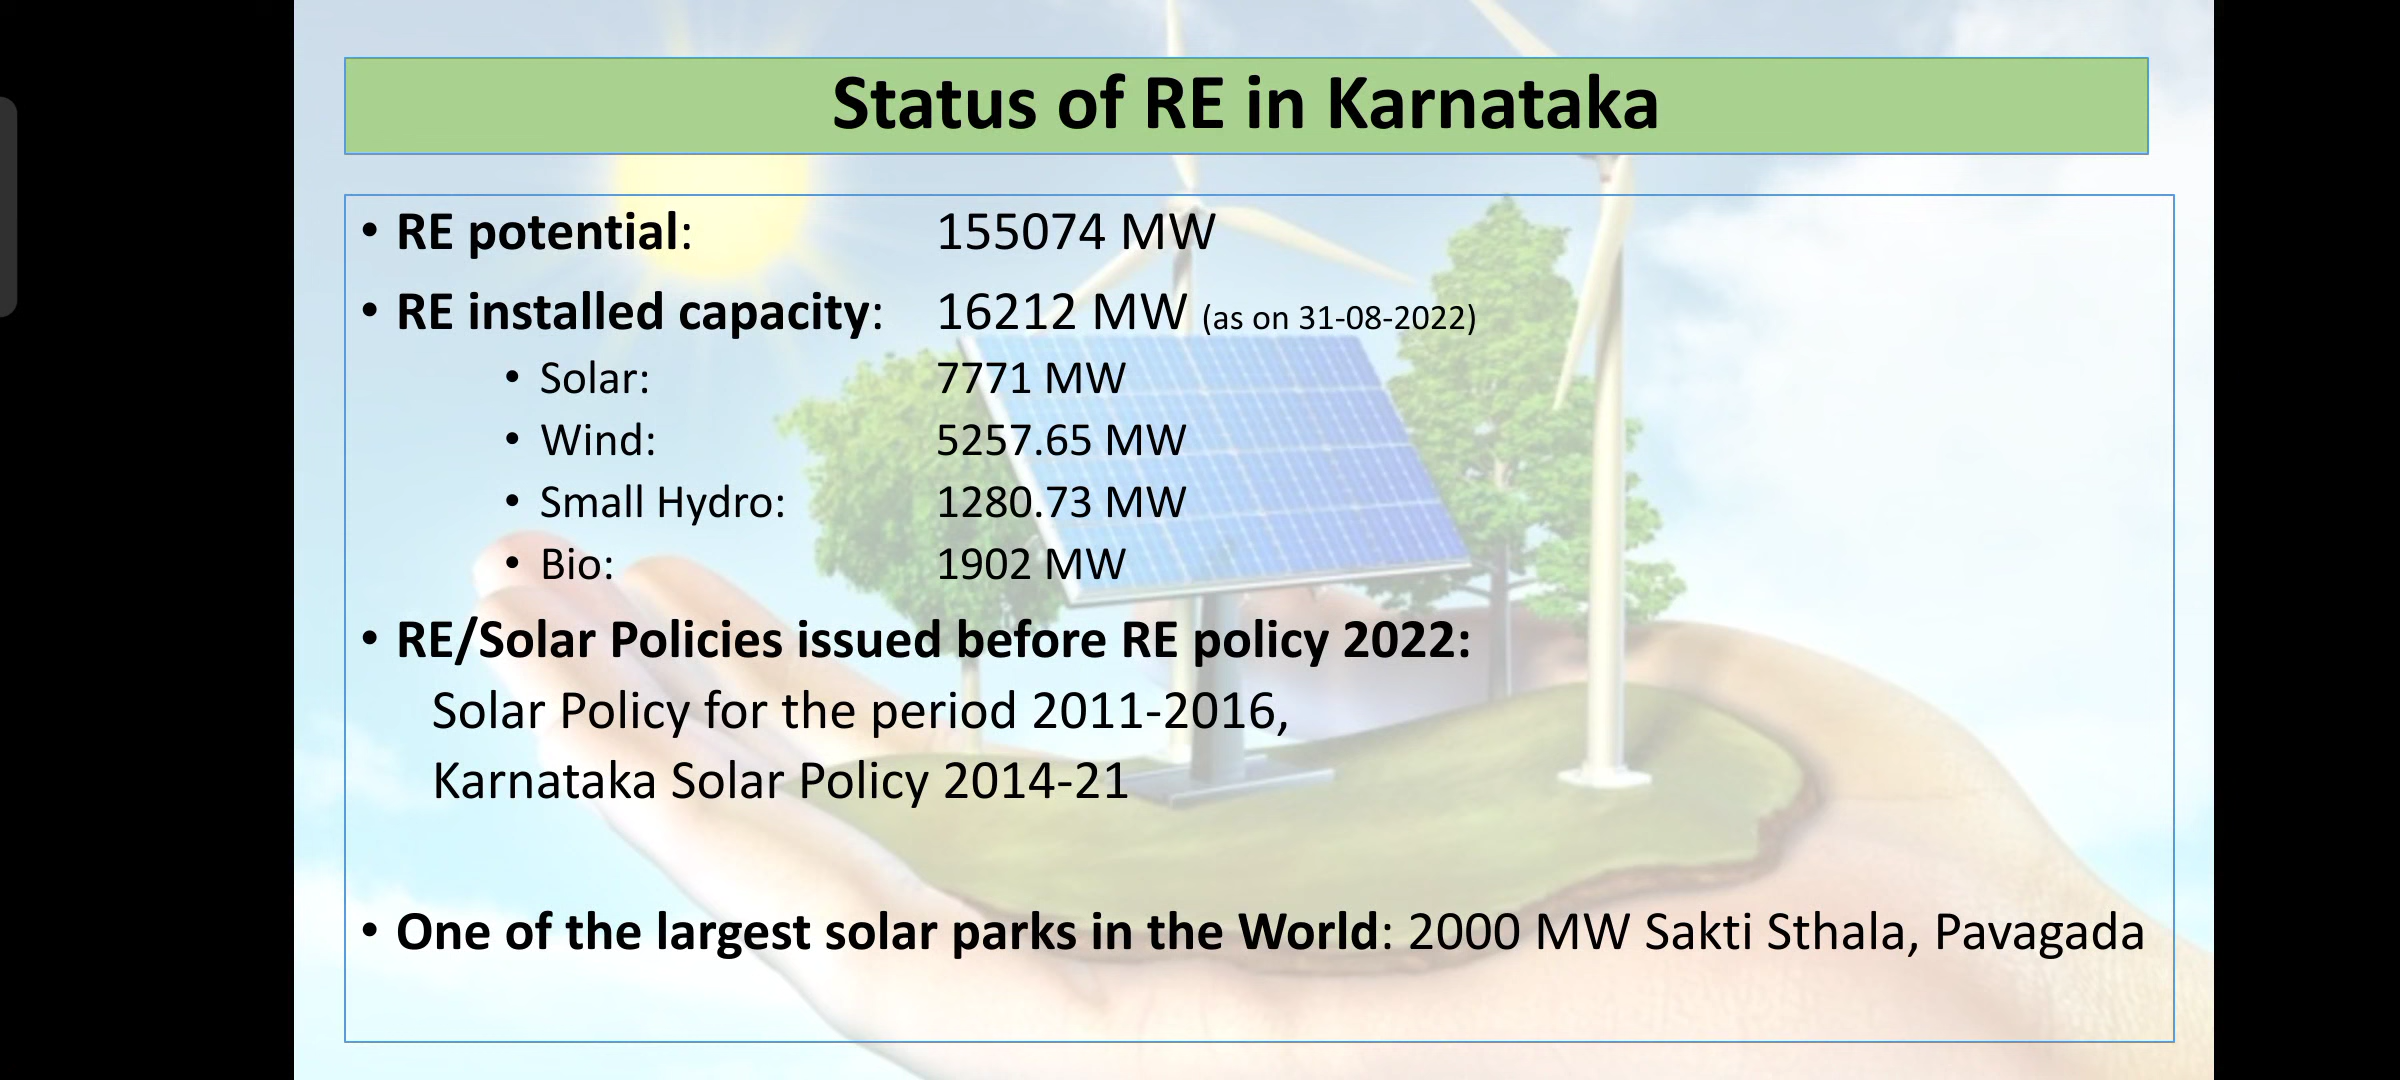 Status of RE in Karnataka
• RE potential: 155074 MW
• RE installed capacity: 16212 MW (as on 31-08-2022)
• Solar: 7771 MW
• Wind: 5257.65 MW
• Small Hydro: 1280.73 MW
• Bio: 1902 MW
• RE/Solar Policies issued before RE policy 2022:
Solar Policy for the period 2011-2016,
Karnataka Solar Policy 2014-21
• One of the largest solar parks in the World: 2000 MW Sakti Sthala, Pavagada